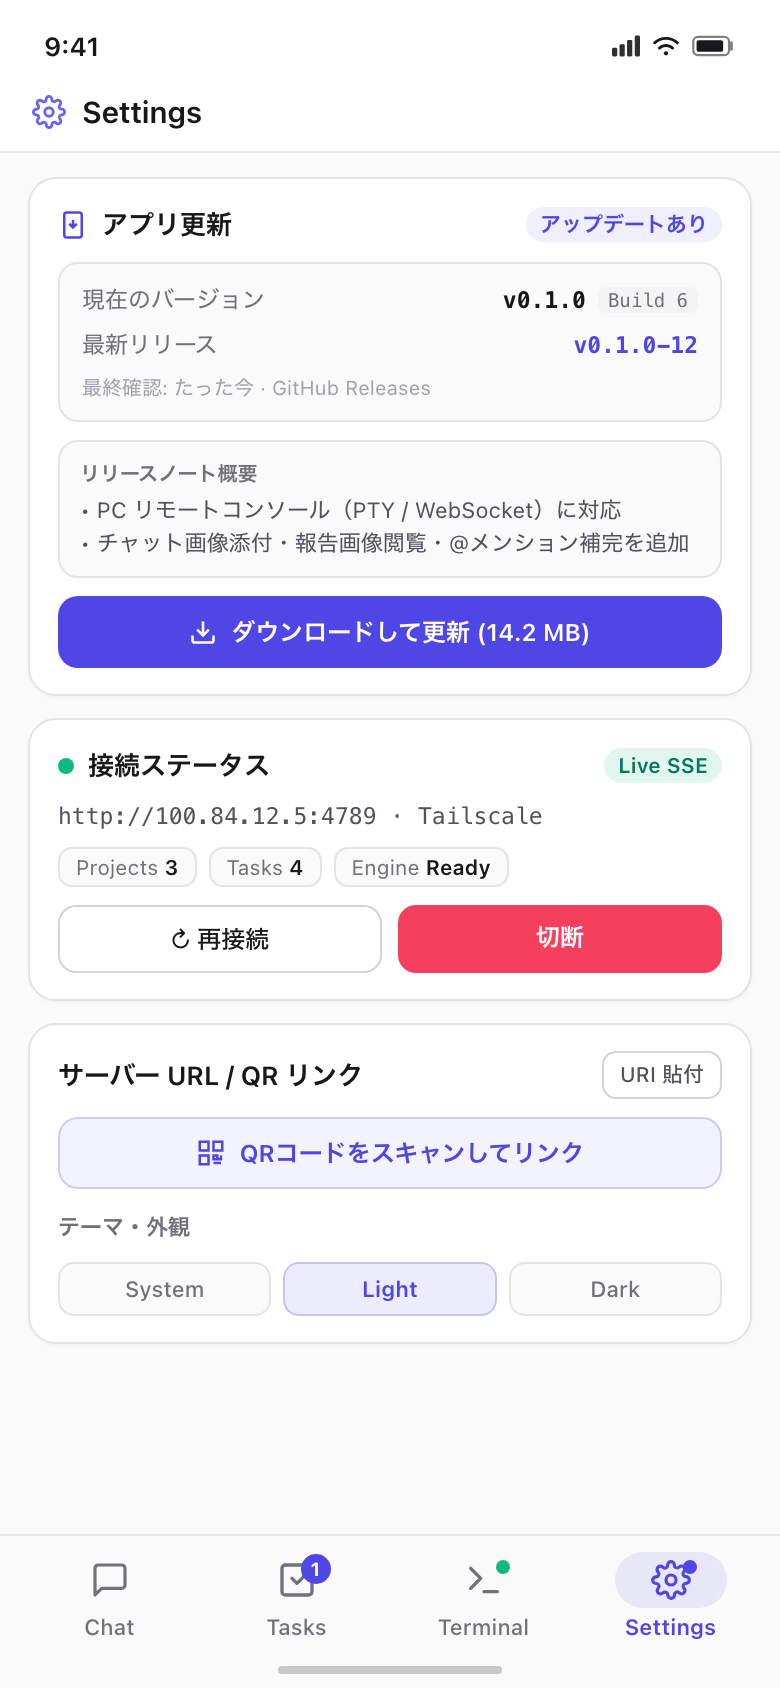 9:41
Settings
アプリ更新 アップデートあり
現在のバージョン v0.1.0 Build 6
最新リリース v0.1.0-12
最終確認: たった今 · GitHub Releases
リリースノート概要
• PC リモートコンソール（PTY / WebSocket）に対応
• チャット画像添付・報告画像閲覧・@メンション補完を追加
ダウンロードして更新 (14.2 MB)
接続ステータス Live SSE
http://100.84.12.5:4789 · Tailscale
Projects 3 Tasks 4 Engine Ready
↻ 再接続 切断
サーバー URL / QR リンク URI 貼付
QRコードをスキャンしてリンク
テーマ・外観
System Light Dark
1
Chat Tasks Terminal Settings